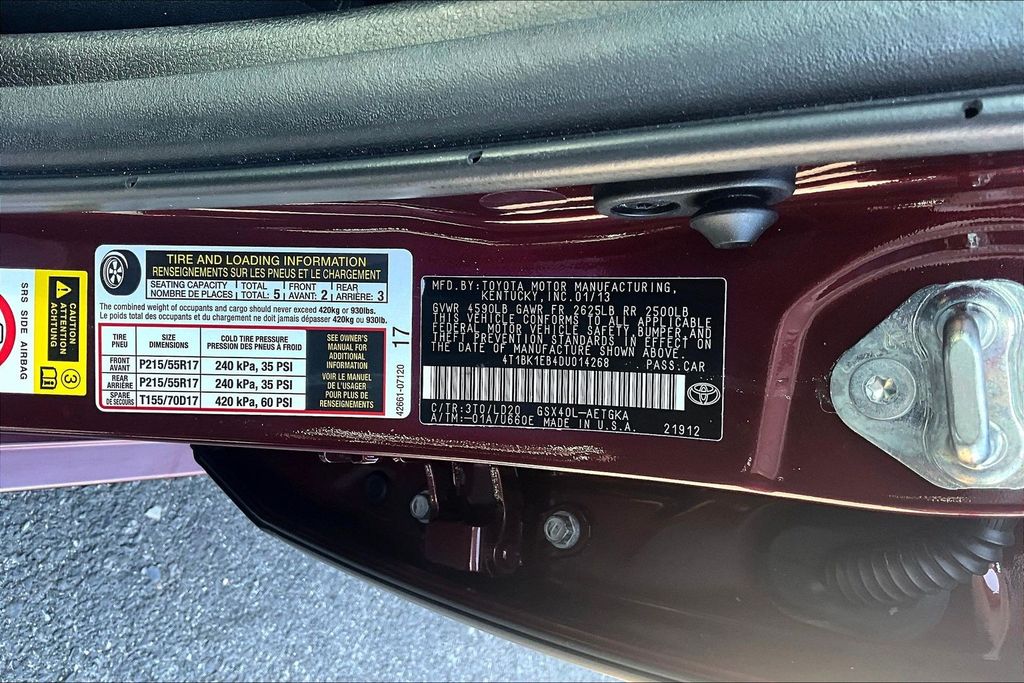 SRS SIDE AIRBAG
CAUTION
ATTENTION
ACHTUNG
TIRE AND LOADING INFORMATION
RENSEIGNEMENTS SUR LES PNEUS ET LE CHARGEMENT
SEATING CAPACITY TOTAL FRONT REAR
NOMBRE DE PLACES TOTAL: 5 AVANT: 2 ARRIÈRE: 3
The combined weight of occupants and cargo should never exceed 420kg or 930lbs.
Le poids total des occupants et du chargement ne doit jamais dépasser 420kg ou 930lb.
TIRE SIZE COLD TIRE PRESSURE
PNEU DIMENSIONS PRESSION DES PNEUS A FROID
FRONT
AVANT P215/55R17 240 kPa, 35 PSI
REAR
ARRIÈRE P215/55R17 240 kPa, 35 PSI
SPARE
DE SECOURS T155/70D17 420 kPa, 60 PSI
SEE OWNER'S
MANUAL FOR
ADDITIONAL
INFORMATION
VOIR LE MANUEL
DE L'USAGER
POUR PLUS DE
RENSEIGNEMENTS
17
42661-07120
MFD.BY:TOYOTA MOTOR MANUFACTURING,
KENTUCKY, INC.01/13
GVWR 4590LB GAWR FR 2625LB RR 2500LB
THIS VEHICLE CONFORMS TO ALL APPLICABLE
FEDERAL MOTOR VEHICLE SAFETY, BUMPER, AND
THEFT PREVENTION STANDARDS IN EFFECT ON
THE DATE OF MANUFACTURE SHOWN ABOVE.
4T1BK1EB4DU014268 PASS.CAR
C/TR:3T0/LD20 GSX40L-AETGKA
A/TM:-01A/U660E MADE IN U.S.A. 21912